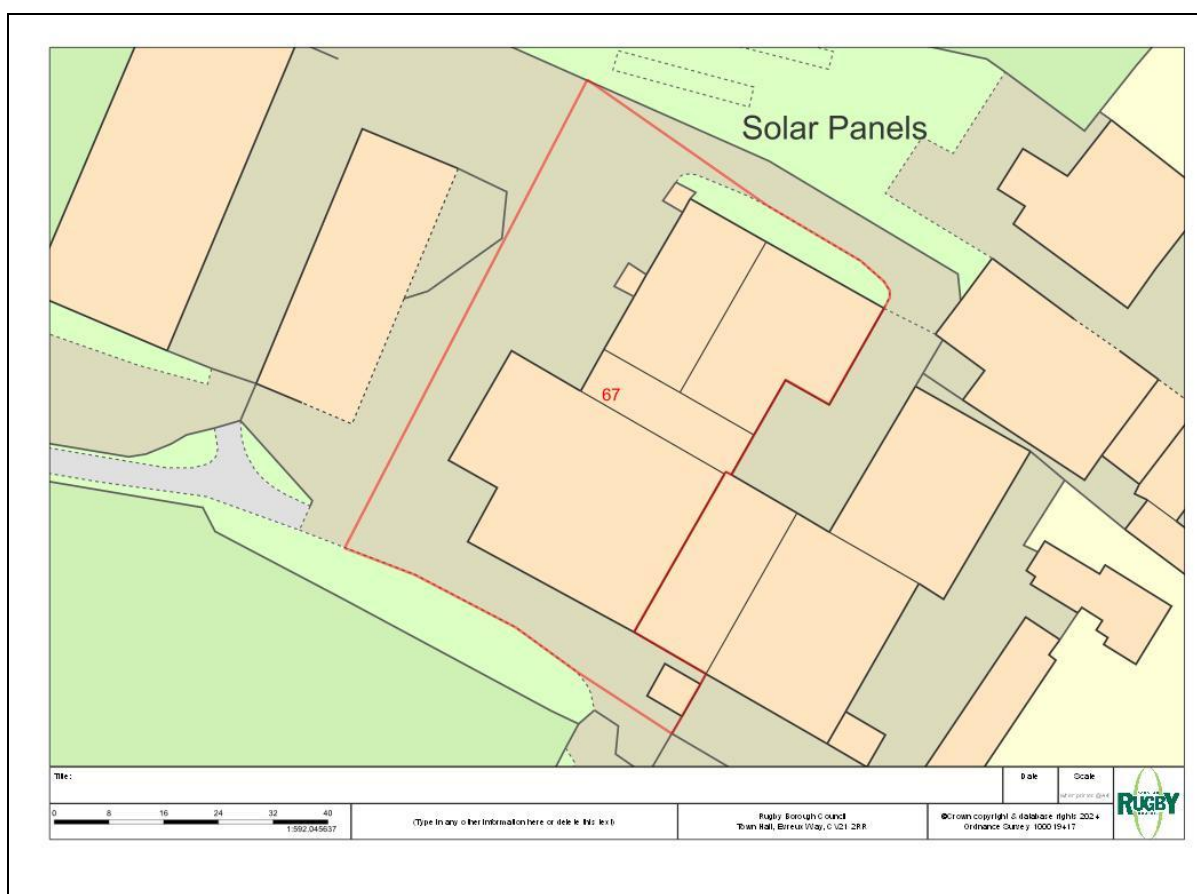 Solar Panels
67
Title:
Date
Scale
0 8 16 24 32 40
1:592.045637
(Type in any other information here or delete this text)
Rugby Borough Council
Town Hall, Evreux Way, CV21 2RR
©Crown copyright & database rights 2024
Ordnance Survey 100019417
RUGBY